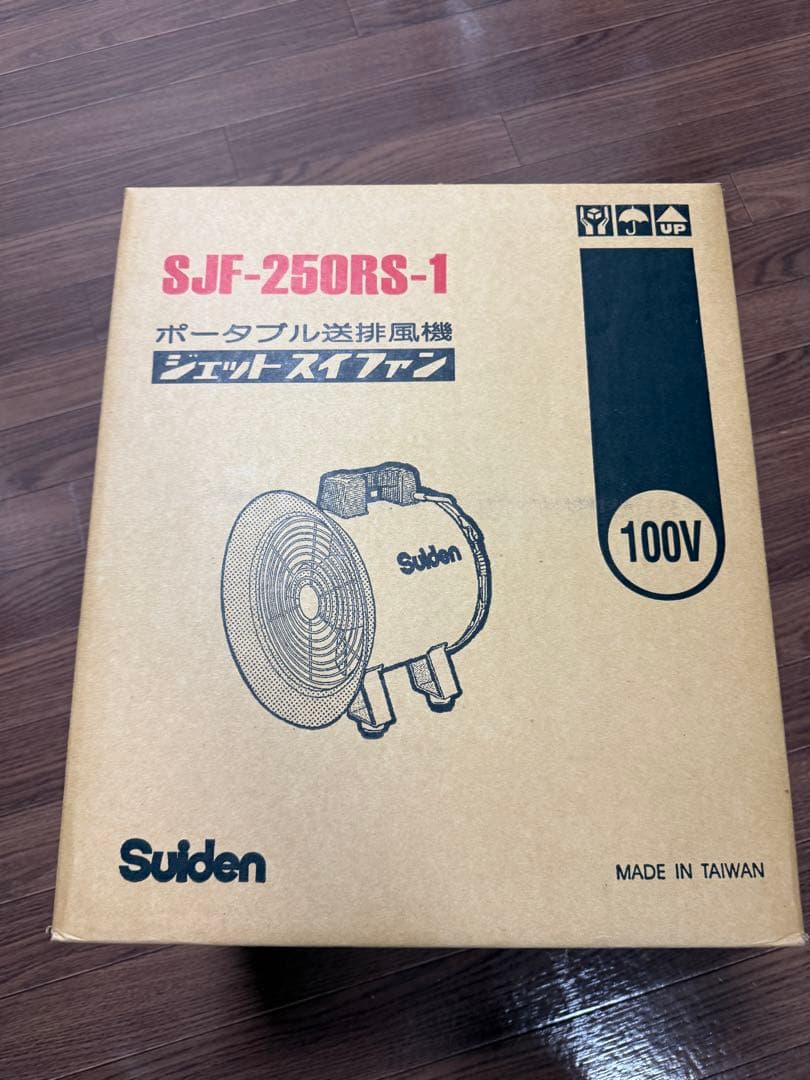 UP
SJF-250RS-1
ポータブル送排風機
ジェットスイファン
100V
Suiden
Suiden
MADE IN TAIWAN